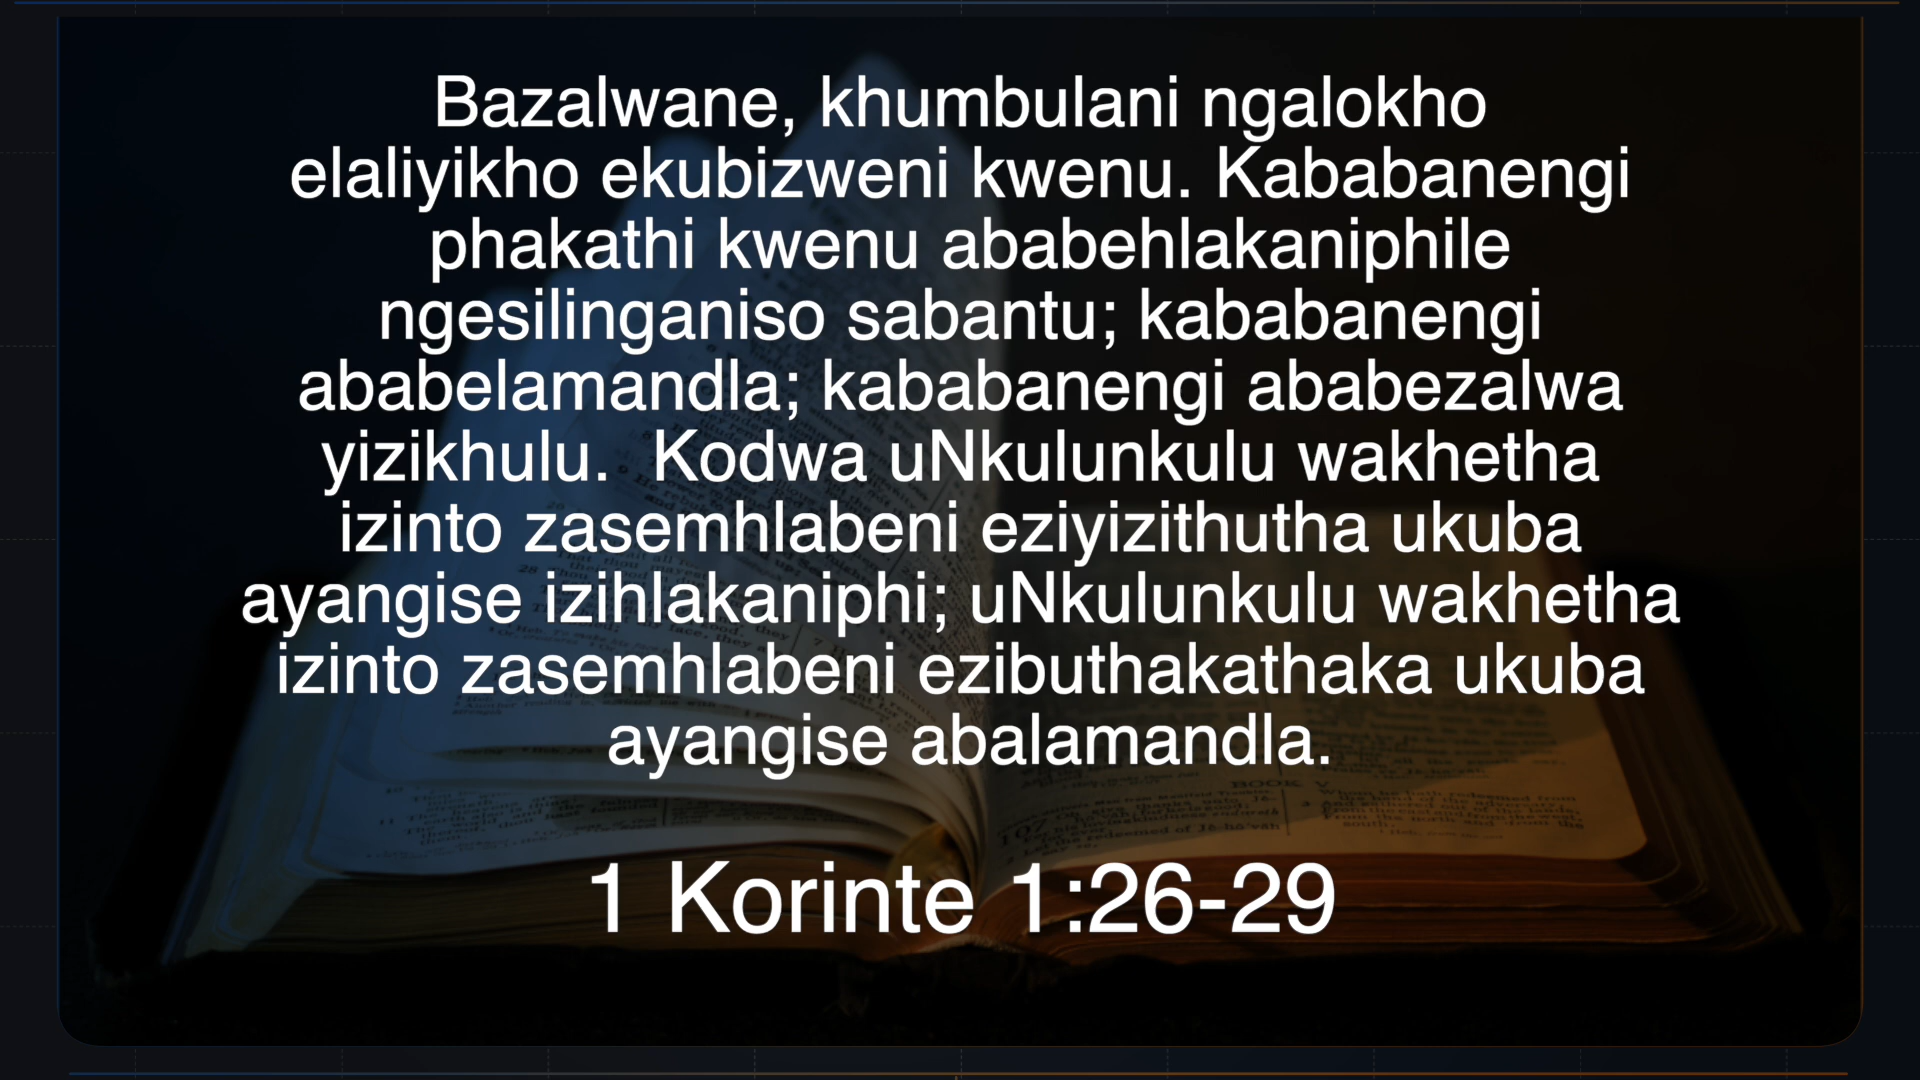 Bazalwane, khumbulani ngalokho
elaliyikho ekubizweni kwenu. Kababanengi
phakathi kwenu ababehlakaniphile
ngesilinganiso sabantu; kababanengi
ababelamandla; kababanengi ababezalwa
yizikhulu.  Kodwa uNkulunkulu wakhetha
izinto zasemhlabeni eziyizithutha ukuba
ayangise izihlakaniphi; uNkulunkulu wakhetha
izinto zasemhlabeni ezibuthakathaka ukuba
ayangise abalamandla.
1 Korinte 1:26-29